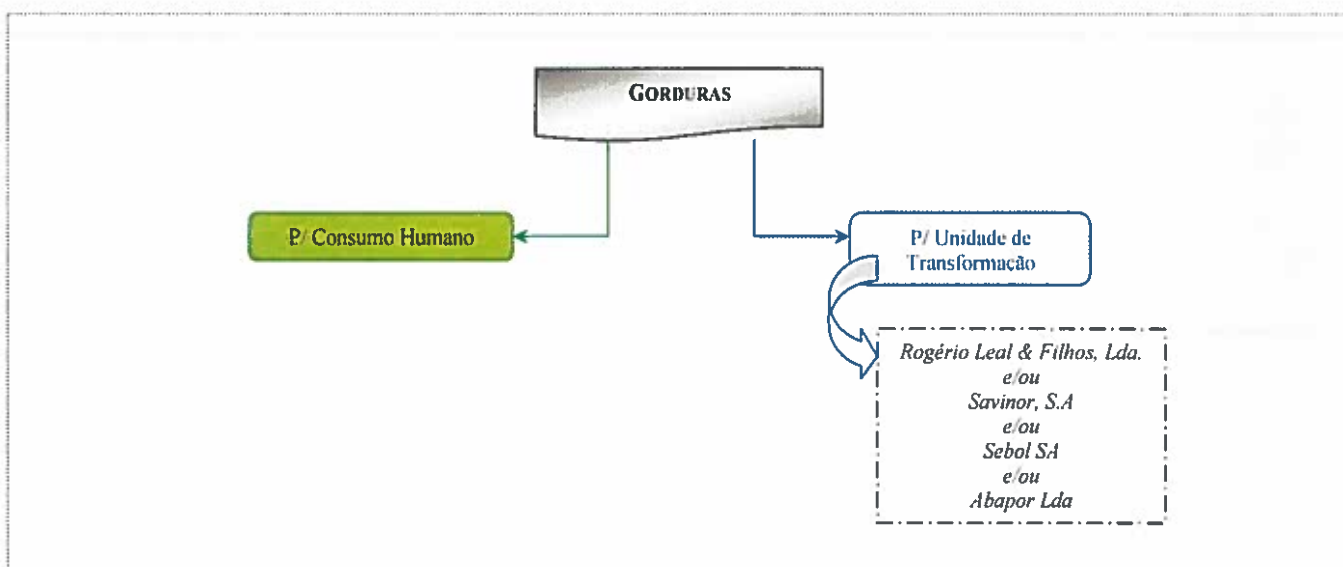 GORDURAS
P/ Consumo Humano
P/ Unidade de
Transformação
Rogério Leal & Filhos, Lda.
e/ou
Savinor, S.A
e/ou
Sebol SA
e/ou
Abapor Lda